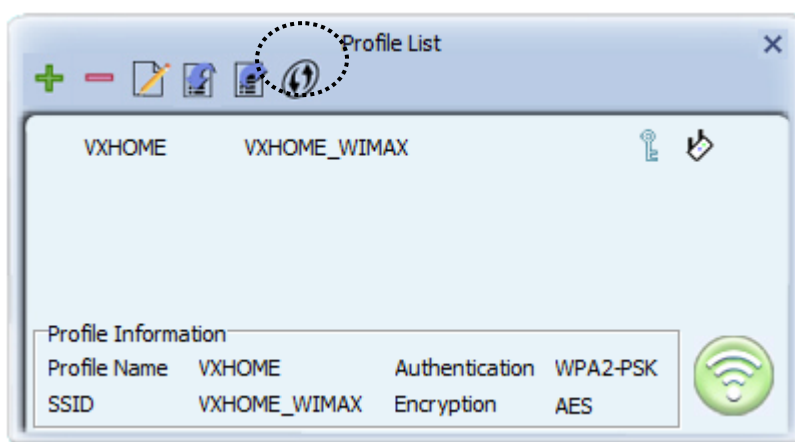 Profile List
VXHOME VXHOME_WIMAX
Profile Information
Profile Name VXHOME Authentication WPA2-PSK
SSID VXHOME_WIMAX Encryption AES